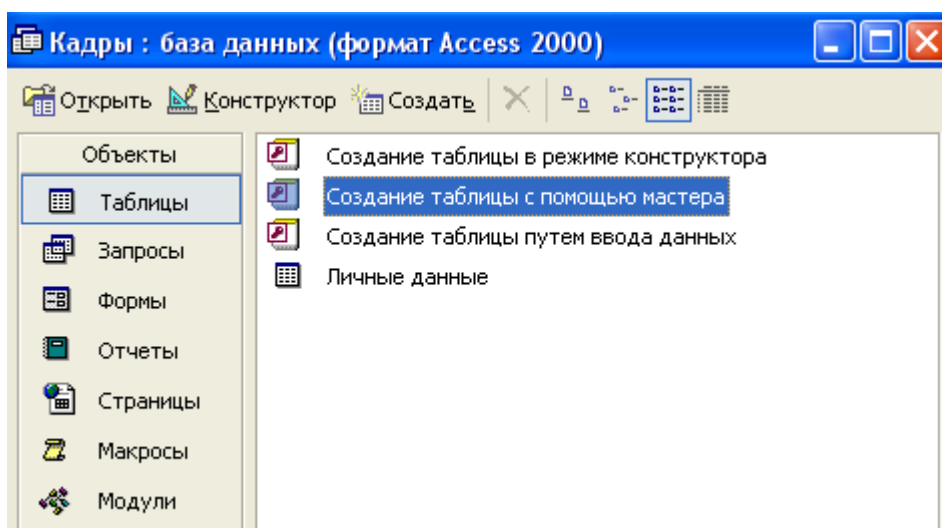 Кадры : база данных (формат Access 2000)
Открыть Конструктор Создать
Объекты
Таблицы
Запросы
Формы
Отчеты
Страницы
Макросы
Модули
Создание таблицы в режиме конструктора
Создание таблицы с помощью мастера
Создание таблицы путем ввода данных
Личные данные